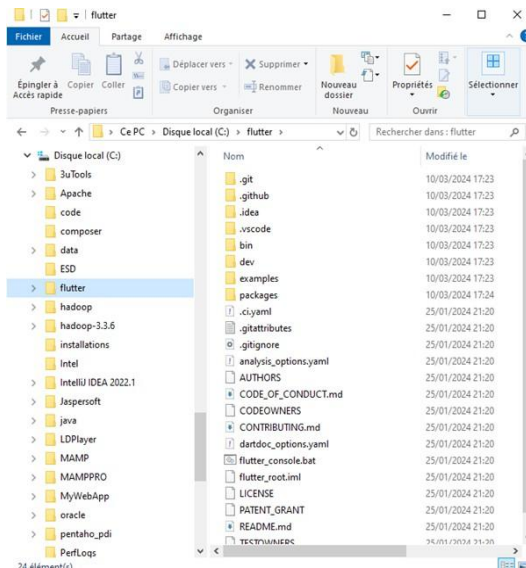 flutter
Fichier Accueil Partage Affichage
Épingler à Accès rapide
Copier
Coller
Déplacer vers
Copier vers
Supprimer
Renommer
Nouveau dossier
Propriétés
Sélectionner
Presse-papiers Organiser Nouveau Ouvrir
Ce PC > Disque local (C:) > flutter >
Rechercher dans : flutter
Disque local (C:)
3uTools
Apache
code
composer
data
ESD
flutter
hadoop
hadoop-3.3.6
installations
Intel
IntelliJ IDEA 2022.1
Jaspersoft
java
LDPlayer
MAMP
MAMPPRO
MyWebApp
oracle
pentaho_pdi
PerfLogs
Nom Modifié le
.git 10/03/2024 17:23
.github 10/03/2024 17:23
.idea 10/03/2024 17:23
.vscode 10/03/2024 17:23
bin 10/03/2024 17:23
dev 10/03/2024 17:23
examples 10/03/2024 17:23
packages 10/03/2024 17:24
.ci.yaml 25/01/2024 21:20
.gitattributes 25/01/2024 21:20
.gitignore 25/01/2024 21:20
analysis_options.yaml 25/01/2024 21:20
AUTHORS 25/01/2024 21:20
CODE_OF_CONDUCT.md 25/01/2024 21:20
CODEOWNERS 25/01/2024 21:20
CONTRIBUTING.md 25/01/2024 21:20
dartdoc_options.yaml 25/01/2024 21:20
flutter_console.bat 25/01/2024 21:20
flutter_root.iml 25/01/2024 21:20
LICENSE 25/01/2024 21:20
PATENT_GRANT 25/01/2024 21:20
README.md 25/01/2024 21:20
TESTOWNERS 25/01/2024 21:20
24 élément(s)